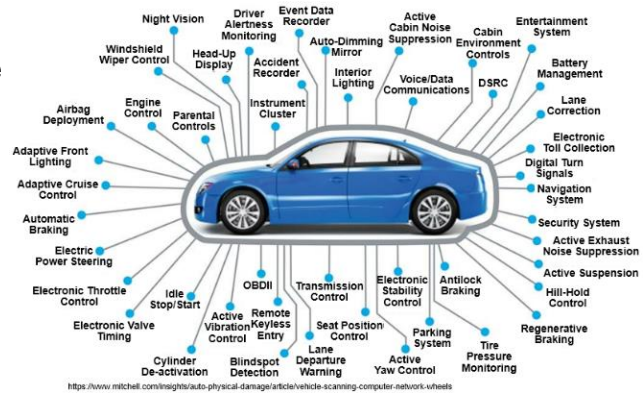 Night Vision
Driver
Alertness
Monitoring
Event Data
Recorder
Auto-Dimming
Mirror
Active
Cabin Noise
Suppression
Cabin
Environment
Controls
Entertainment
System
Windshield
Wiper Control
Head-Up
Display
Accident
Recorder
Interior
Lighting
Voice/Data
Communications
DSRC
Battery
Management
Lane
Correction
Airbag
Deployment
Engine
Control
Parental
Controls
Instrument
Cluster
Electronic
Toll Collection
Adaptive Front
Lighting
Digital Turn
Signals
Adaptive Cruise
Control
Navigation
System
Automatic
Braking
Security System
Electric
Power Steering
Active Exhaust
Noise Suppression
Electronic Throttle
Control
Active Suspension
Electronic Valve
Timing
Idle
Stop/Start
OBDII
Transmission
Control
Electronic
Stability
Control
Antilock
Braking
Hill-Hold
Control
Regenerative
Braking
Cylinder
De-activation
Active
Vibration
Control
Remote
Keyless
Entry
Seat Position
Control
Parking
System
Tire
Pressure
Monitoring
Blindspot
Detection
Lane
Departure
Warning
Active
Yaw Control
https://www.mitchell.com/insights/auto-physical-damage/article/vehicle-scanning-computer-network-wheels